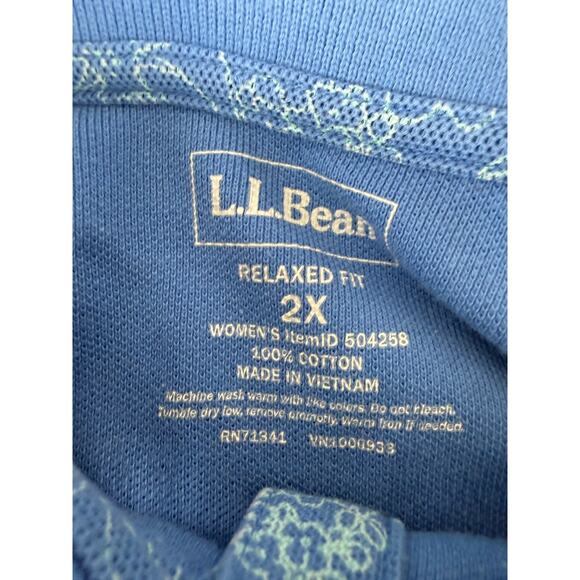 L.L.Bean
RELAXED FIT
2X
WOMEN'S ItemID 504258
100% COTTON
MADE IN VIETNAM
Machine wash warm with like colors. Do not bleach.
Tumble dry low, remove promptly. Warm iron if needed.
RN71341 VN1000933